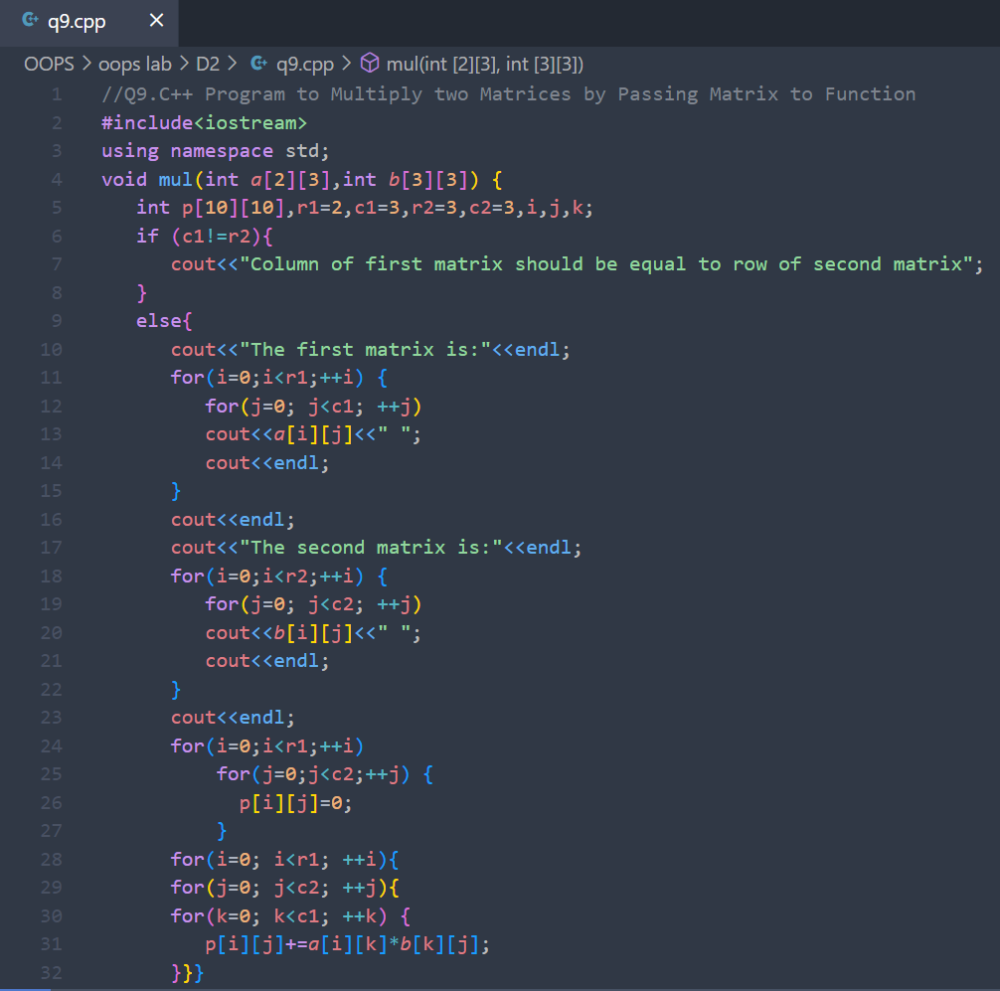 q9.cpp
OOPS > oops lab > D2 > q9.cpp > mul(int [2][3], int [3][3])
1 //Q9.C++ Program to Multiply two Matrices by Passing Matrix to Function
2 #include<iostream>
3 using namespace std;
4 void mul(int a[2][3],int b[3][3]) {
5    int p[10][10],r1=2,c1=3,r2=3,c2=3,i,j,k;
6    if (c1!=r2){
7       cout<<"Column of first matrix should be equal to row of second matrix";
8    }
9    else{
10       cout<<"The first matrix is:"<<endl;
11       for(i=0;i<r1;++i) {
12          for(j=0; j<c1; ++j)
13          cout<<a[i][j]<<" ";
14          cout<<endl;
15       }
16       cout<<endl;
17       cout<<"The second matrix is:"<<endl;
18       for(i=0;i<r2;++i) {
19          for(j=0; j<c2; ++j)
20          cout<<b[i][j]<<" ";
21          cout<<endl;
22       }
23       cout<<endl;
24       for(i=0;i<r1;++i)
25           for(j=0;j<c2;++j) {
26             p[i][j]=0;
27           }
28       for(i=0; i<r1; ++i){
29       for(j=0; j<c2; ++j){
30       for(k=0; k<c1; ++k) {
31          p[i][j]+=a[i][k]*b[k][j];
32       }}}